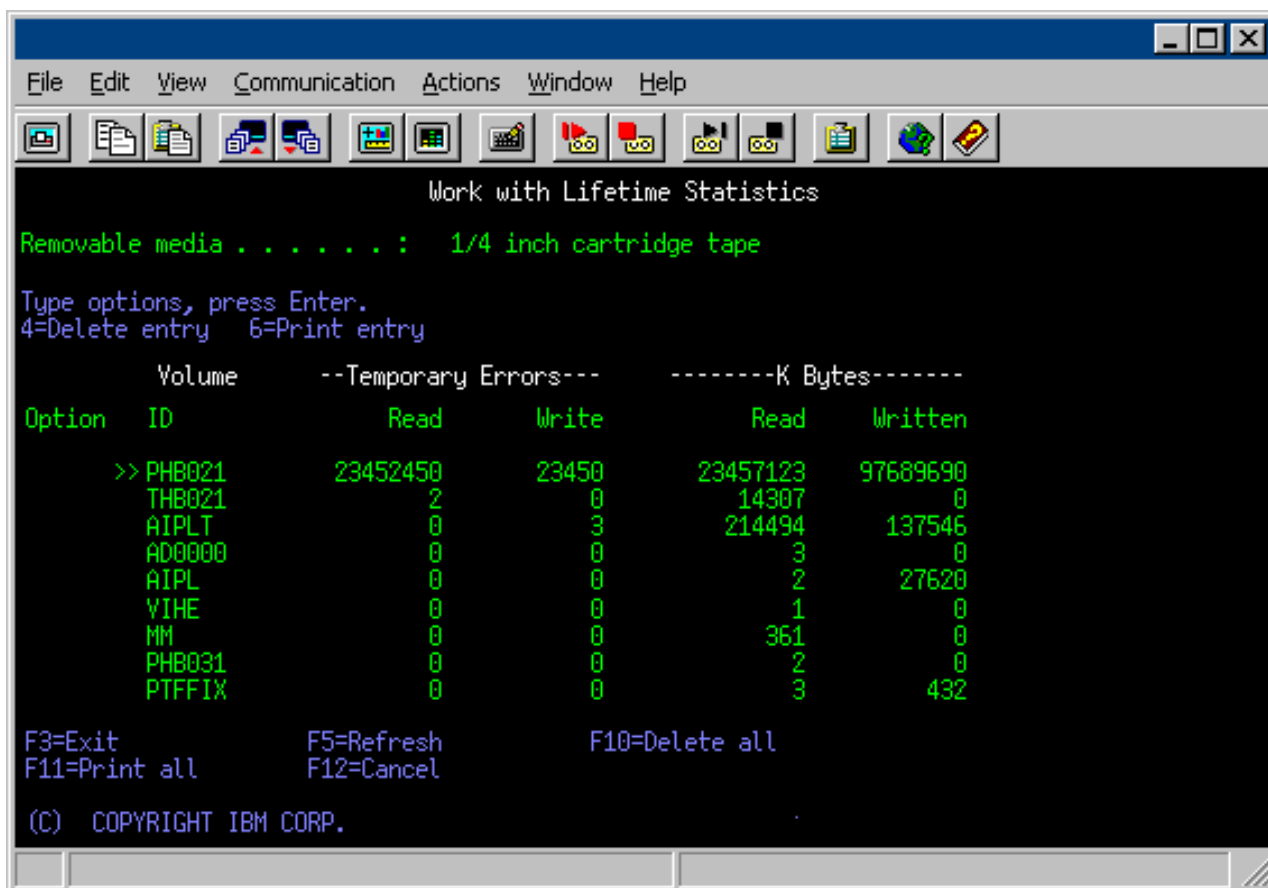 File Edit View Communication Actions Window Help
Work with Lifetime Statistics
Removable media . . . . . . : 1/4 inch cartridge tape
Type options, press Enter.
4=Delete entry 6=Print entry
Volume --Temporary Errors--- --------K Bytes-------
Option ID Read Write Read Written
>> PHB021 23452450 23450 23457123 97689690
THB021 2 0 14307 0
AIPLT 0 3 214494 137546
AD0000 0 0 3 0
AIPL 0 0 2 27620
VIHE 0 0 1 0
MM 0 0 361 0
PHB031 0 0 2 0
PTFFIX 0 0 3 432
F3=Exit F5=Refresh F10=Delete all
F11=Print all F12=Cancel
(C) COPYRIGHT IBM CORP.